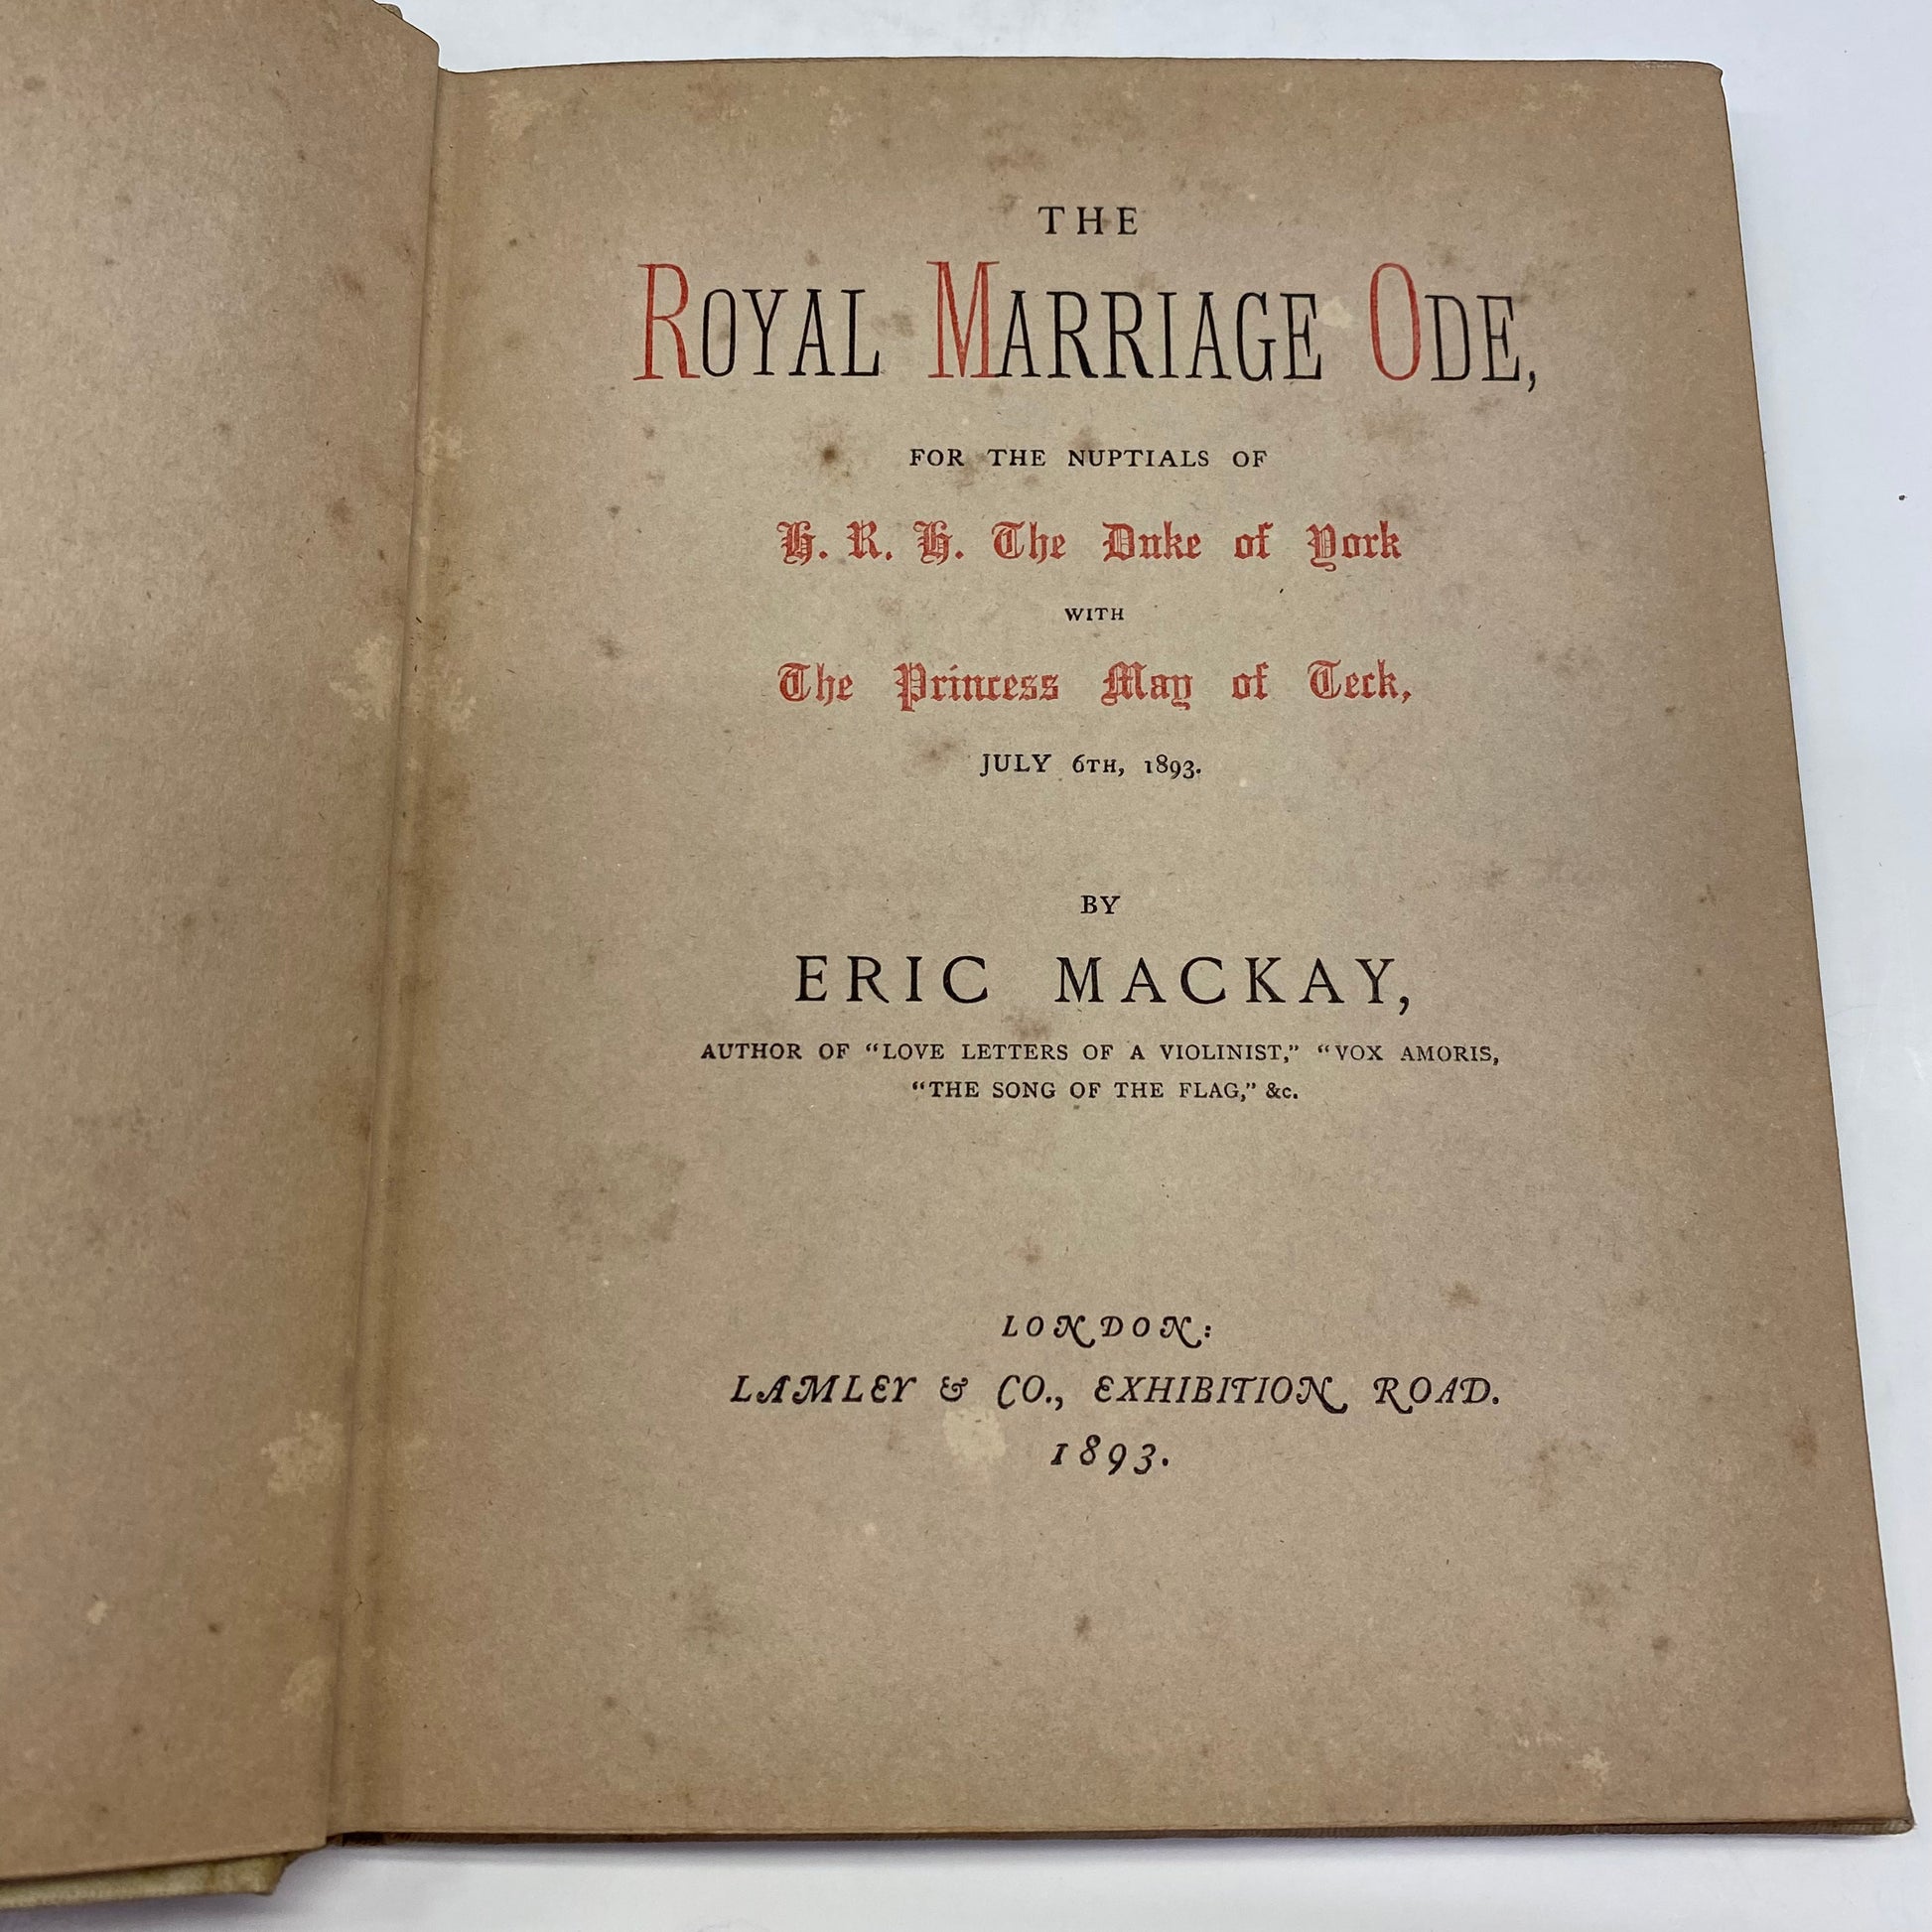 THE
ROYAL MARRIAGE ODE,
FOR THE NUPTIALS OF
H. R. H. The Duke of York
WITH
The Princess May of Teck,
JULY 6TH, 1893.
BY
ERIC MACKAY,
AUTHOR OF “LOVE LETTERS OF A VIOLINIST,” “VOX AMORIS,
“THE SONG OF THE FLAG,” &c.
LONDON:
LAMLEY & CO., EXHIBITION ROAD.
1893.